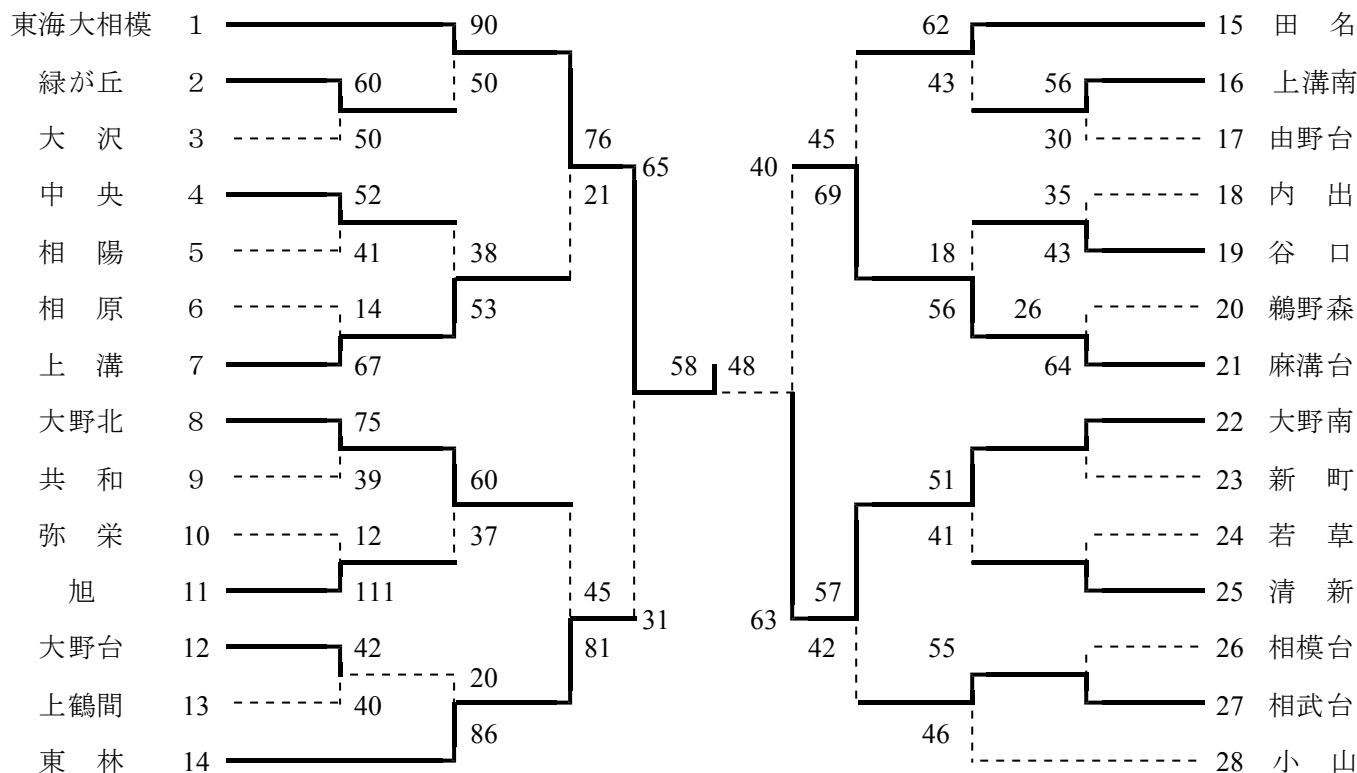 東海大相模 1 90 62 15 田 名
緑が丘 2 60 50 43 56 16 上溝南
大 沢 3 50 76 65 40 45 30 17 由野台
中 央 4 52 21 69 35 18 内 出
相 陽 5 41 38 18 43 19 谷 口
相 原 6 14 53 56 26 20 鵜野森
上 溝 7 67 58 48 64 21 麻溝台
大野北 8 75 22 大野南
共 和 9 39 60 51 23 新 町
弥 栄 10 12 37 41 24 若 草
旭 11 111 45 31 63 57 25 清 新
大野台 12 42 81 42 55 26 相模台
上鶴間 13 40 20 27 相武台
東 林 14 86 46 28 小 山